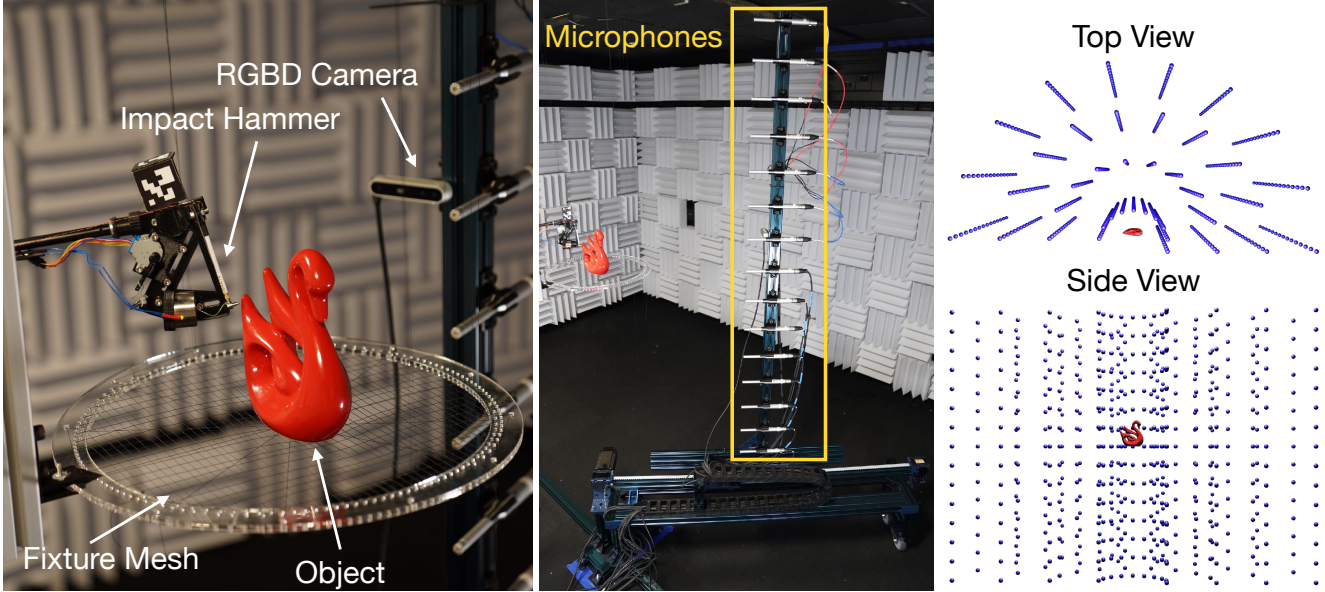 RGBD Camera
Impact Hammer
Fixture Mesh
Object
Microphones
Top View
Side View